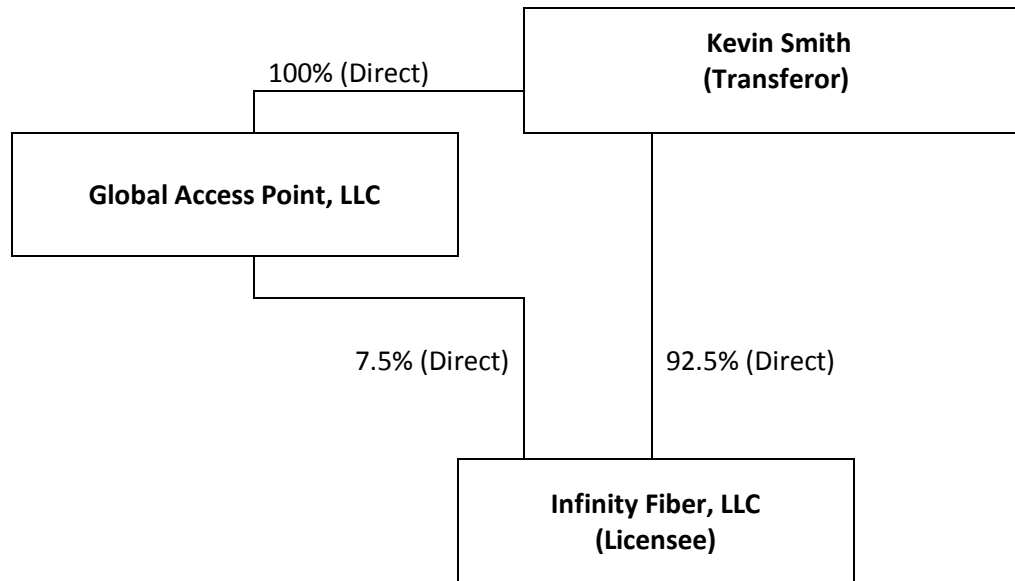 Kevin Smith
(Transferor)
100% (Direct)
Global Access Point, LLC
7.5% (Direct)
92.5% (Direct)
Infinity Fiber, LLC
(Licensee)